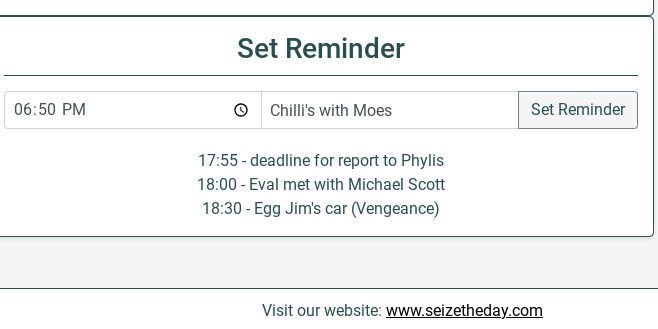 Set Reminder
06:50 PM Chilli's with Moes Set Reminder
17:55 - deadline for report to Phylis
18:00 - Eval met with Michael Scott
18:30 - Egg Jim's car (Vengeance)
Visit our website: www.seizetheday.com